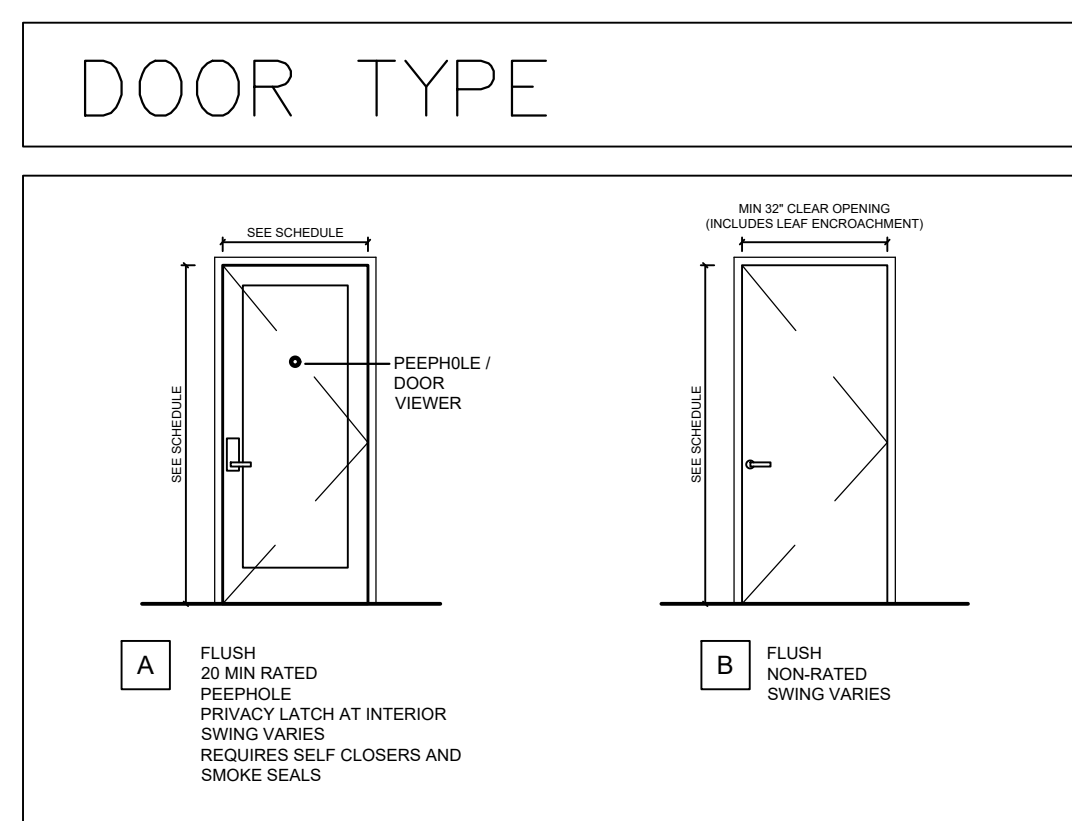 DOOR TYPE
SEE SCHEDULE
SEE SCHEDULE
PEEPH0LE /
DOOR
VIEWER
A
FLUSH
20 MIN RATED
PEEPHOLE
PRIVACY LATCH AT INTERIOR
SWING VARIES
REQUIRES SELF CLOSERS AND
SMOKE SEALS
MIN 32" CLEAR OPENING
(INCLUDES LEAF ENCROACHMENT)
SEE SCHEDULE
B
FLUSH
NON-RATED
SWING VARIES